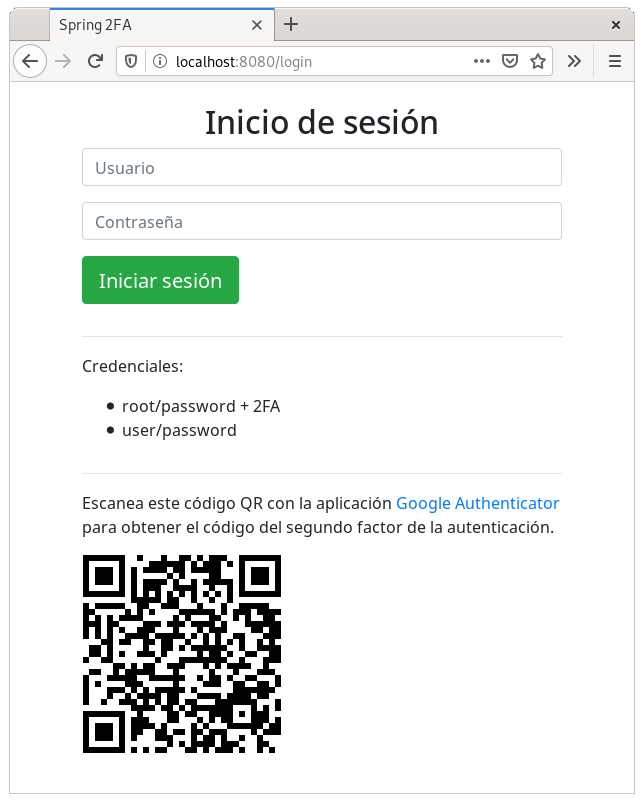 Spring 2FA
localhost:8080/login
Inicio de sesión
Usuario
Contraseña
Iniciar sesión
Credenciales:
root/password + 2FA
user/password
Escanea este código QR con la aplicación Google Authenticator
para obtener el código del segundo factor de la autenticación.